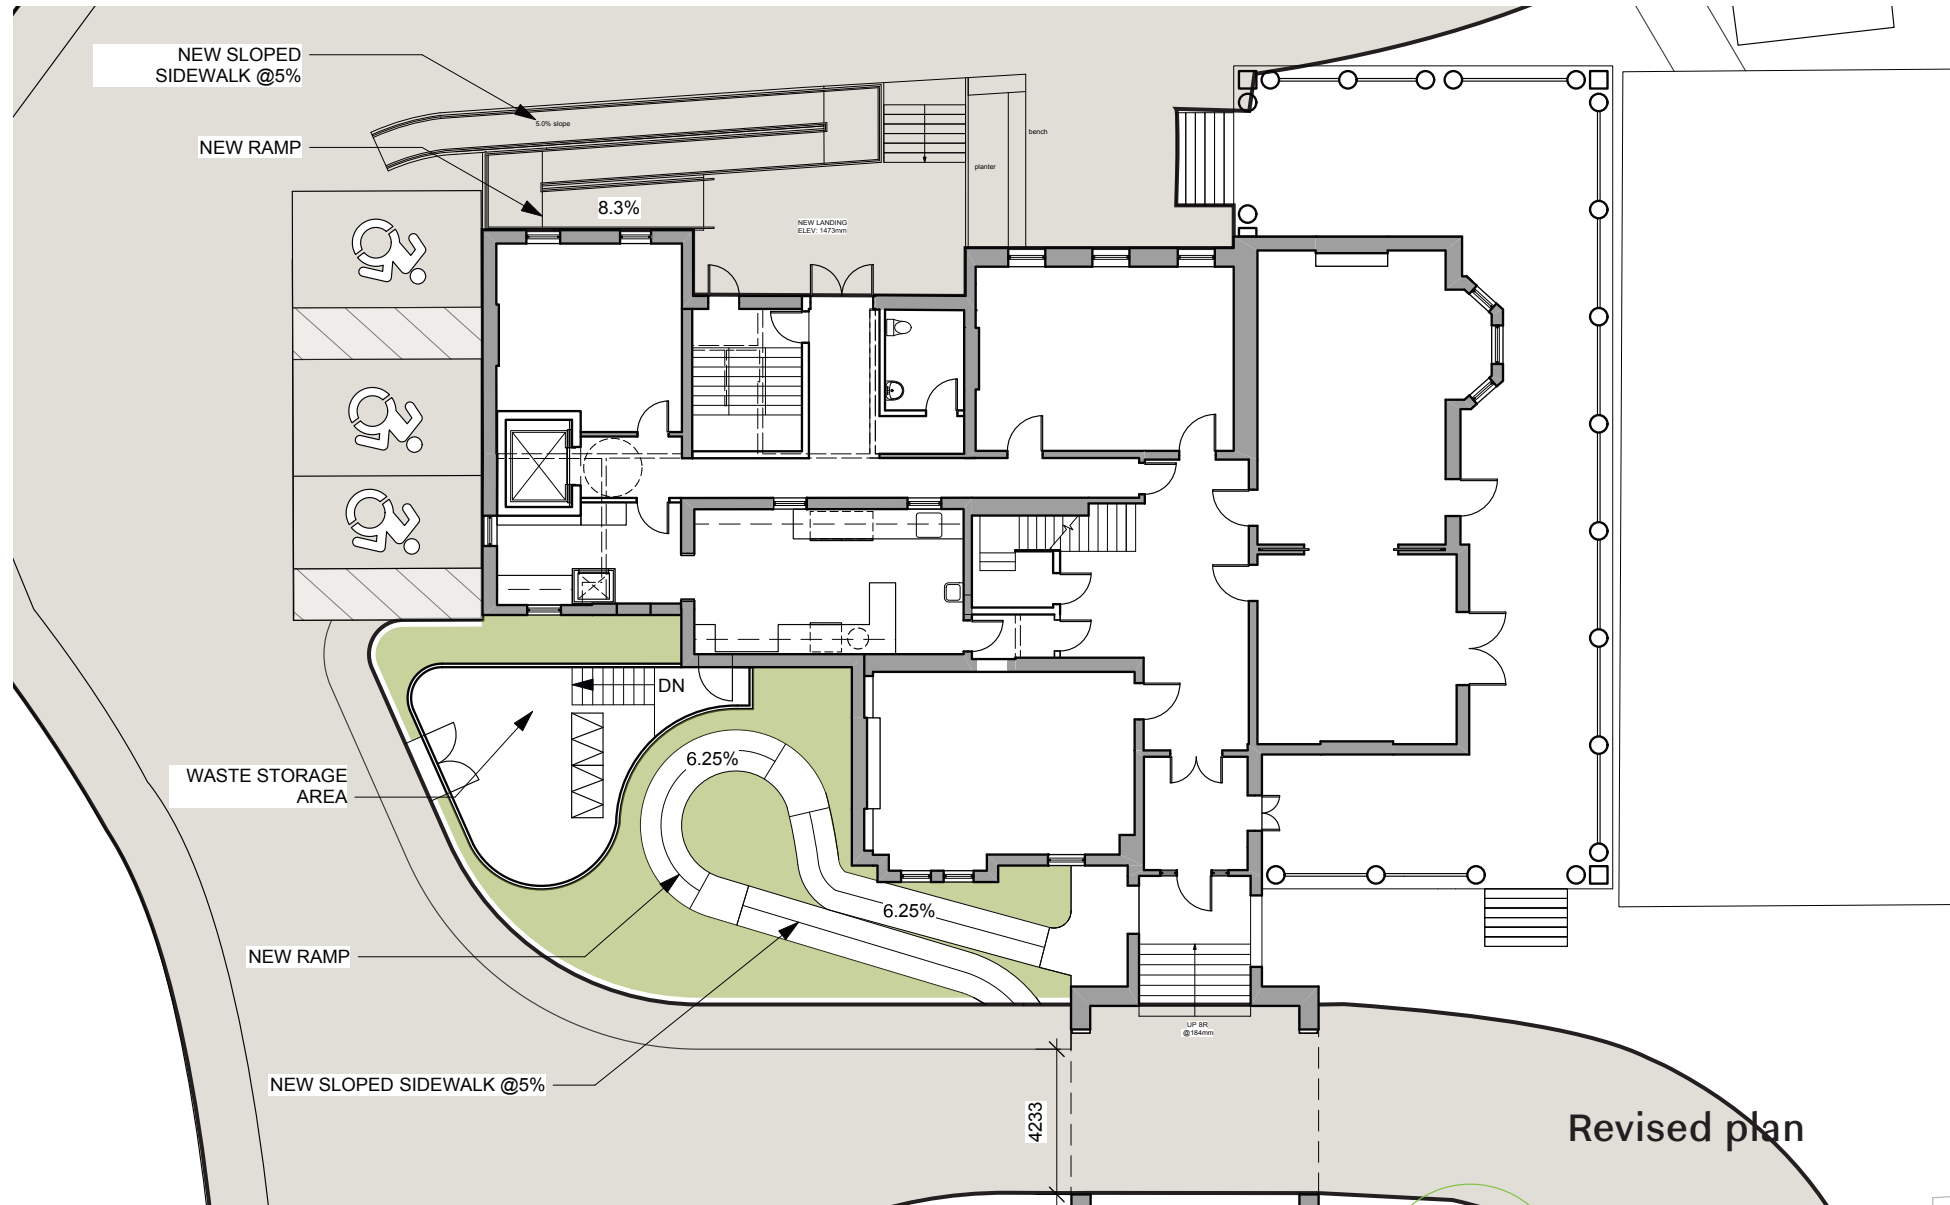 NEW SLOPED
SIDEWALK @5%
5.0% slope
bench
NEW RAMP
planter
8.3%
NEW LANDING
ELEV: 1473mm
DN
6.25%
WASTE STORAGE
AREA
6.25%
NEW RAMP
UP 8R
@184mm
NEW SLOPED SIDEWALK @5%
4233
Revised plan